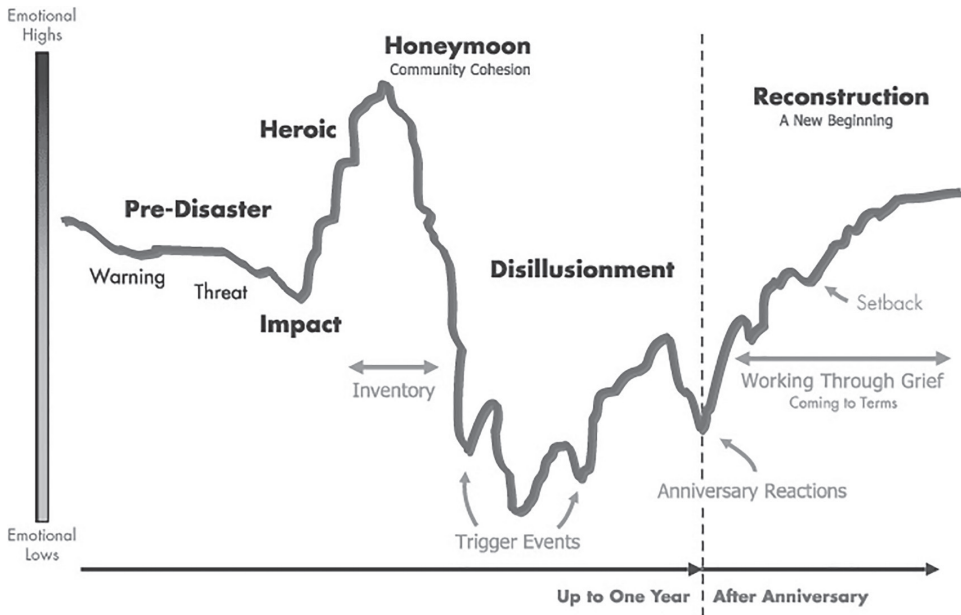 Emotional
Highs
Honeymoon
Community Cohesion
Reconstruction
A New Beginning
Heroic
Pre-Disaster
Warning
Threat
Impact
Disillusionment
Setback
Inventory
Working Through Grief
Coming to Terms
Anniversary Reactions
Trigger Events
Emotional
Lows
Up to One Year
After Anniversary